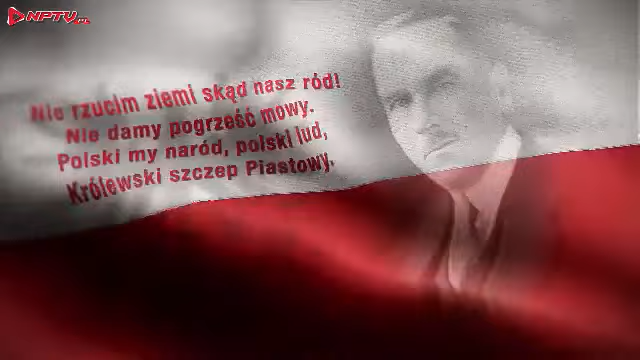 NPTV.PL
Nie rzucim ziemi skąd nasz ród!
Nie damy pogrześć mowy.
Polski my naród, polski lud,
Królewski szczep Piastowy,